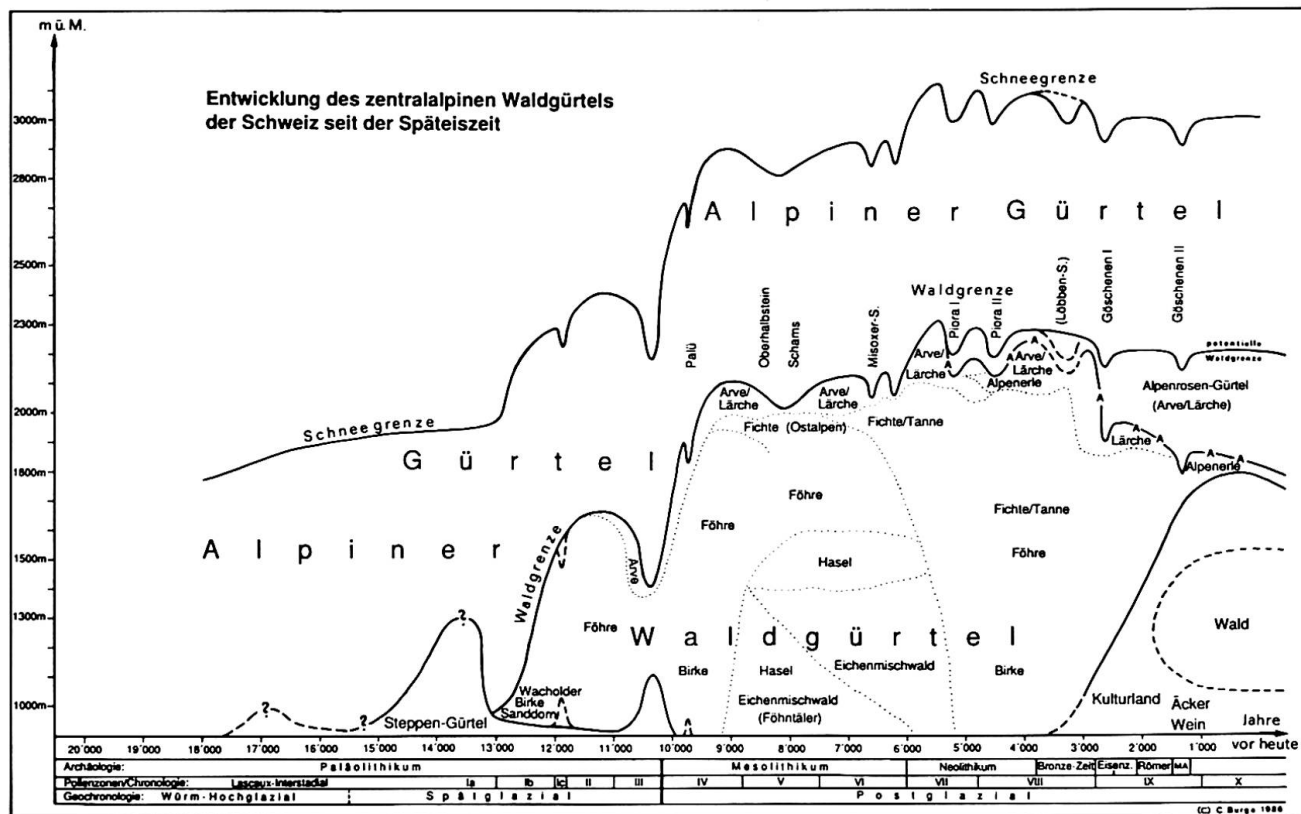 m ü. M.
Entwicklung des zentralalpinen Waldgürtels
der Schweiz seit der Späteiszeit
Schneegrenze
3000m
2800m
2500m
2300m
2000m
1800m
1500m
1300m
1000m
Alpiner Gürtel
Waldgrenze
Palü
Oberhalbstein
Schams
Misoxer-S.
Piora I
Piora II
(Löbben-S.)
Göschenen I
Göschenen II
potentielle
Waldgrenze
Schneegrenze
Gürtel
Alpiner
Waldgrenze
Arve
Arve/
Lärche
Arve/
Lärche
Arve/
Lärche
A
A
A
Arve/
Lärche
Alpenerle
Alpenrosen-Gürtel
(Arve/Lärche)
Fichte (Ostalpen)
Fichte/Tanne
A
A
A
Lärche
A
A
Alpenerle
Föhre
Föhre
Fichte/Tanne
Föhre
Hasel
Föhre
Waldgürtel
Wald
?
?
?
Steppen-Gürtel
Wacholder
Birke
Sanddorn
Birke
Hasel
Eichenmischwald
Eichenmischwald
(Föhntäler)
Birke
Kulturland
Äcker
Wein
Jahre
vor heute
20'000 19'000 18'000 17'000 16'000 15'000 14'000 13'000 12'000 11'000 10'000 9'000 8'000 7'000 6'000 5'000 4'000 3'000 2'000 1'000
Archäologie: Paläolithikum Mesolithikum Neolithikum Bronze-Zeit Eisenz. Römer MA
Pollenzonen/Chronologie: Lascaux-Interstadial Ia Ib Ic II III IV V VI VII VIII IX X
Geochronologie: Würm-Hochglazial Spätglazial Postglazial
(c) C Burga 1986